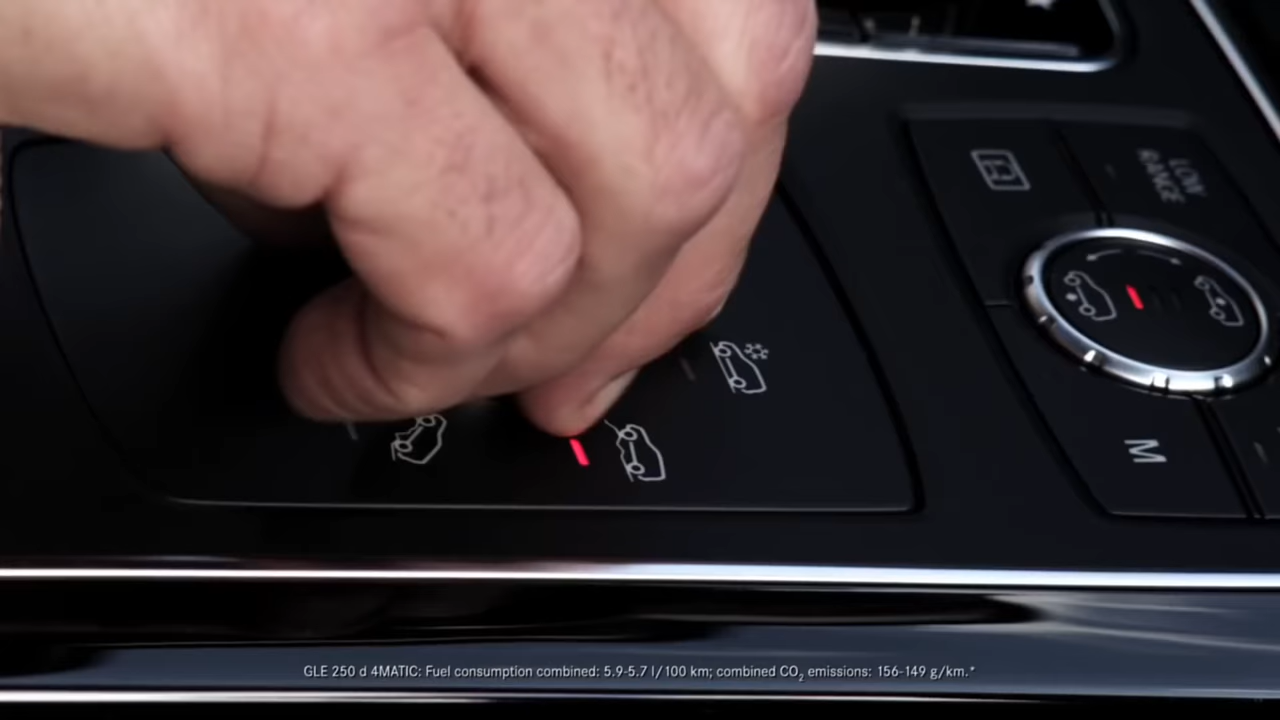 LOW
RANGE
M
GLE 250 d 4MATIC: Fuel consumption combined: 5.9-5.7 l/100 km; combined CO₂ emissions: 156-149 g/km.*